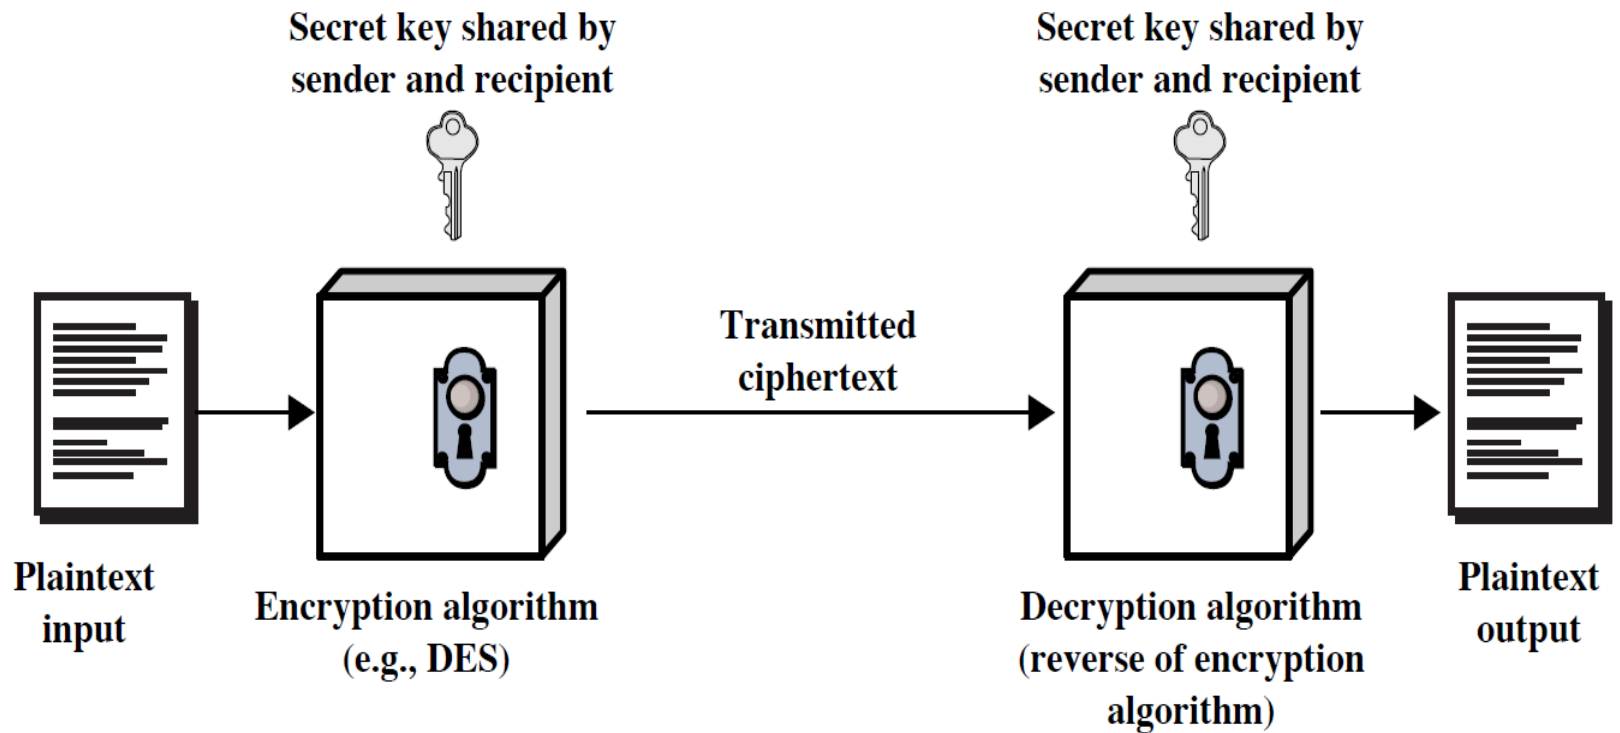 Secret key shared by
sender and recipient
Secret key shared by
sender and recipient
Transmitted
ciphertext
Plaintext
input
Encryption algorithm
(e.g., DES)
Decryption algorithm
(reverse of encryption
algorithm)
Plaintext
output